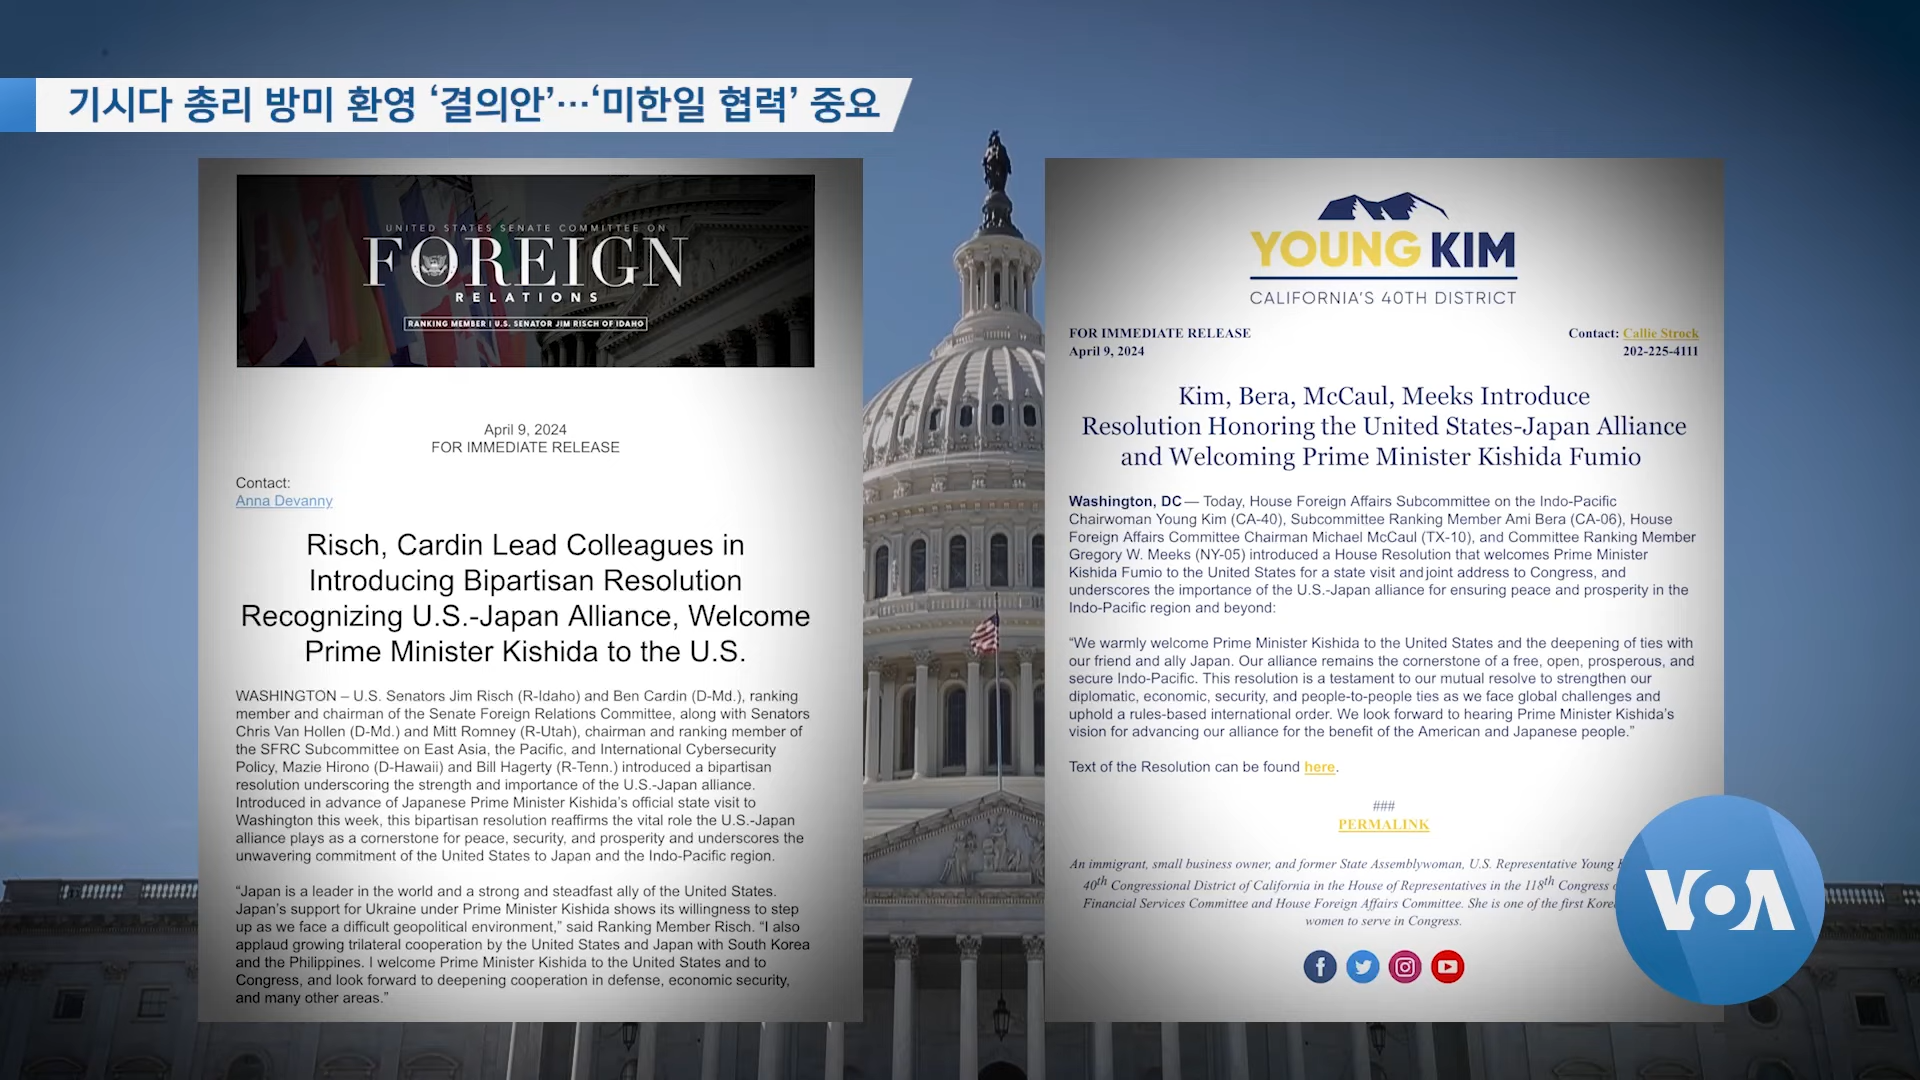 기시다 총리 방미 환영 ‘결의안’…‘미한일 협력’ 중요
UNITED STATES SENATE COMMITTEE ON
FOREIGN
RELATIONS
RANKING MEMBER | U.S. SENATOR JIM RISCH OF IDAHO
April 9, 2024
FOR IMMEDIATE RELEASE
Contact:
Anna Devanny
Risch, Cardin Lead Colleagues in
Introducing Bipartisan Resolution
Recognizing U.S.-Japan Alliance, Welcome
Prime Minister Kishida to the U.S.
WASHINGTON – U.S. Senators Jim Risch (R-Idaho) and Ben Cardin (D-Md.), ranking
member and chairman of the Senate Foreign Relations Committee, along with Senators
Chris Van Hollen (D-Md.) and Mitt Romney (R-Utah), chairman and ranking member of
the SFRC Subcommittee on East Asia, the Pacific, and International Cybersecurity
Policy, Mazie Hirono (D-Hawaii) and Bill Hagerty (R-Tenn.) introduced a bipartisan
resolution underscoring the strength and importance of the U.S.-Japan alliance.
Introduced in advance of Japanese Prime Minister Kishida’s official state visit to
Washington this week, this bipartisan resolution reaffirms the vital role the U.S.-Japan
alliance plays as a cornerstone for peace, security, and prosperity and underscores the
unwavering commitment of the United States to Japan and the Indo-Pacific region.
“Japan is a leader in the world and a strong and steadfast ally of the United States.
Japan’s support for Ukraine under Prime Minister Kishida shows its willingness to step
up as we face a difficult geopolitical environment,” said Ranking Member Risch. “I also
applaud growing trilateral cooperation by the United States and Japan with South Korea
and the Philippines. I welcome Prime Minister Kishida to the United States and to
Congress, and look forward to deepening cooperation in defense, economic security,
and many other areas.”
YOUNG KIM
CALIFORNIA'S 40TH DISTRICT
FOR IMMEDIATE RELEASE
April 9, 2024
Contact: Callie Strock
202-225-4111
Kim, Bera, McCaul, Meeks Introduce
Resolution Honoring the United States-Japan Alliance
and Welcoming Prime Minister Kishida Fumio
Washington, DC — Today, House Foreign Affairs Subcommittee on the Indo-Pacific
Chairwoman Young Kim (CA-40), Subcommittee Ranking Member Ami Bera (CA-06), House
Foreign Affairs Committee Chairman Michael McCaul (TX-10), and Committee Ranking Member
Gregory W. Meeks (NY-05) introduced a House Resolution that welcomes Prime Minister
Kishida Fumio to the United States for a state visit and joint address to Congress, and
underscores the importance of the U.S.-Japan alliance for ensuring peace and prosperity in the
Indo-Pacific region and beyond:
“We warmly welcome Prime Minister Kishida to the United States and the deepening of ties with
our friend and ally Japan. Our alliance remains the cornerstone of a free, open, prosperous, and
secure Indo-Pacific. This resolution is a testament to our mutual resolve to strengthen our
diplomatic, economic, security, and people-to-people ties as we face global challenges and
uphold a rules-based international order. We look forward to hearing Prime Minister Kishida’s
vision for advancing our alliance for the benefit of the American and Japanese people.”
Text of the Resolution can be found here.
###
PERMALINK
An immigrant, small business owner, and former State Assemblywoman, U.S. Representative Young
40th Congressional District of California in the House of Representatives in the 118th Congress
Financial Services Committee and House Foreign Affairs Committee. She is one of the first
women to serve in Congress.
VOA